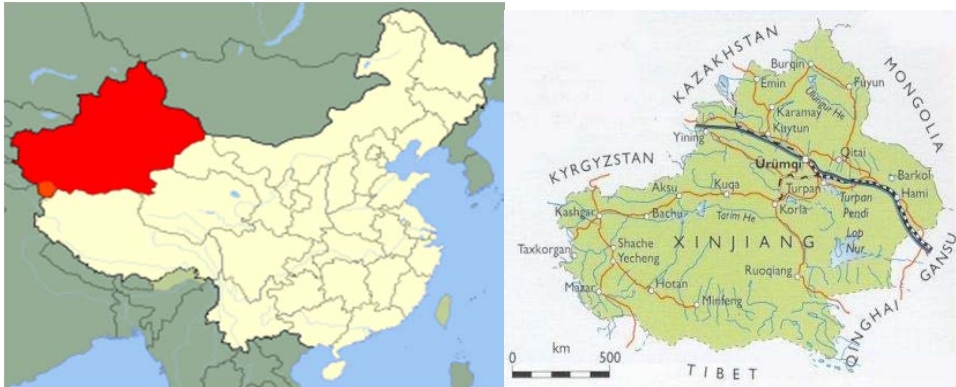 KAZAKHSTAN
MONGOLIA
KYRGYZSTAN
GANSU
QINGHAI
TIBET
XINJIANG
Burqin
Emin
Fuyun
Ulungur He
Karamay
Kuytun
Yining
Qitai
Ürümqi
Barkol
Hami
Turpan
Turpan
Pendi
Aksu
Kuqa
Korla
Kashgar
Bachu
Tarim He
Lop
Nur
Taxkorgan
Shache
Yecheng
Ruoqiang
Mazar
Hotan
Minfeng
km
0
500